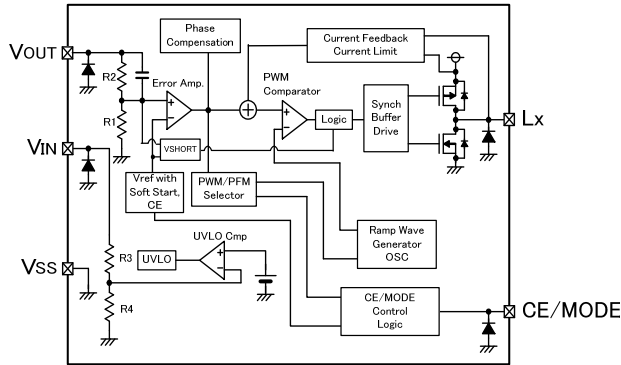 Phase
Compensation
Current Feedback
Current Limit
VOUT
R2
Error Amp.
PWM
Comparator
R1
Logic
Synch
Buffer
Drive
Lx
VIN
VSHORT
Vref with
Soft Start,
CE
PWM/PFM
Selector
Ramp Wave
Generator
OSC
UVLO Cmp
R3
UVLO
VSS
R4
CE/MODE
Control
Logic
CE/MODE